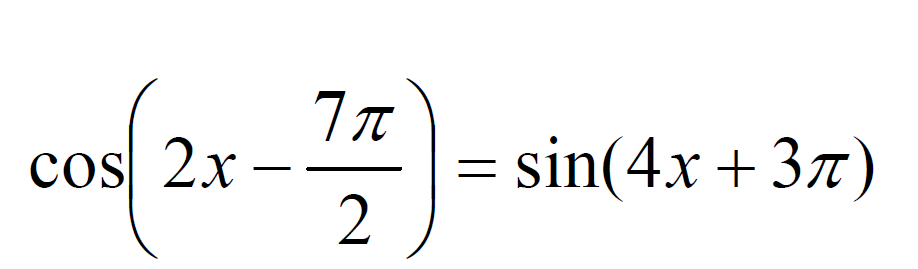 cos(2x − 7π/2) = sin(4x + 3π)